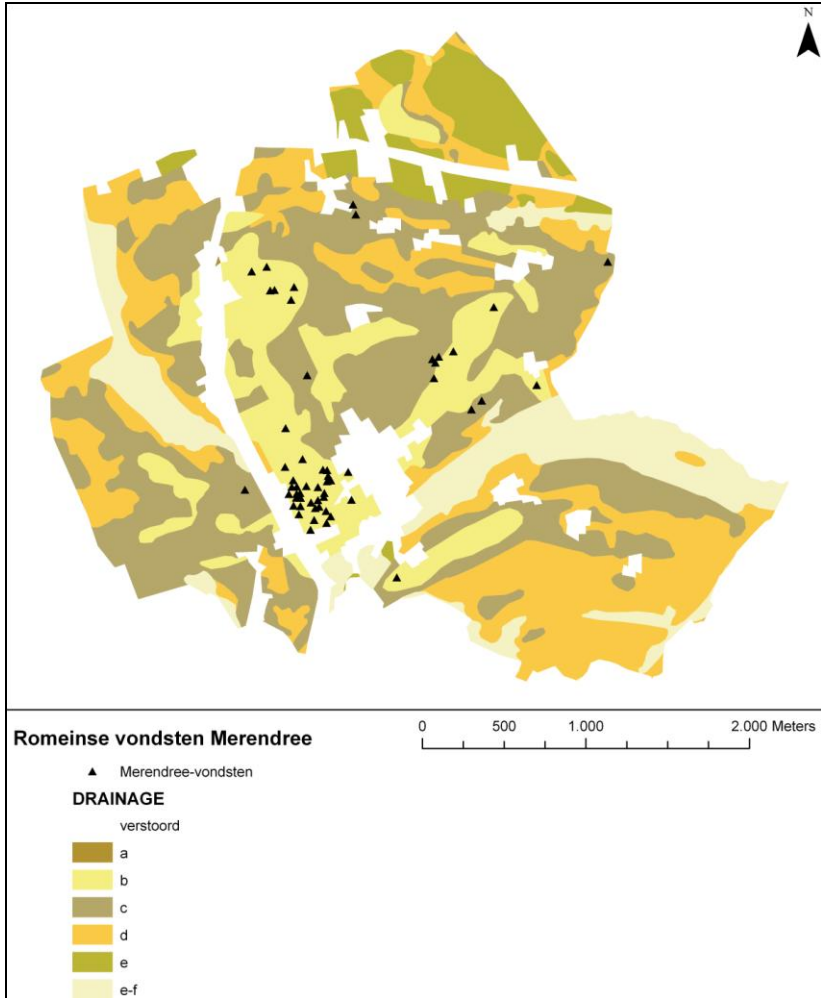 N
Romeinse vondsten Merendree
0 500 1.000 2.000 Meters
Merendree-vondsten
DRAINAGE
verstoord
a
b
c
d
e
e-f